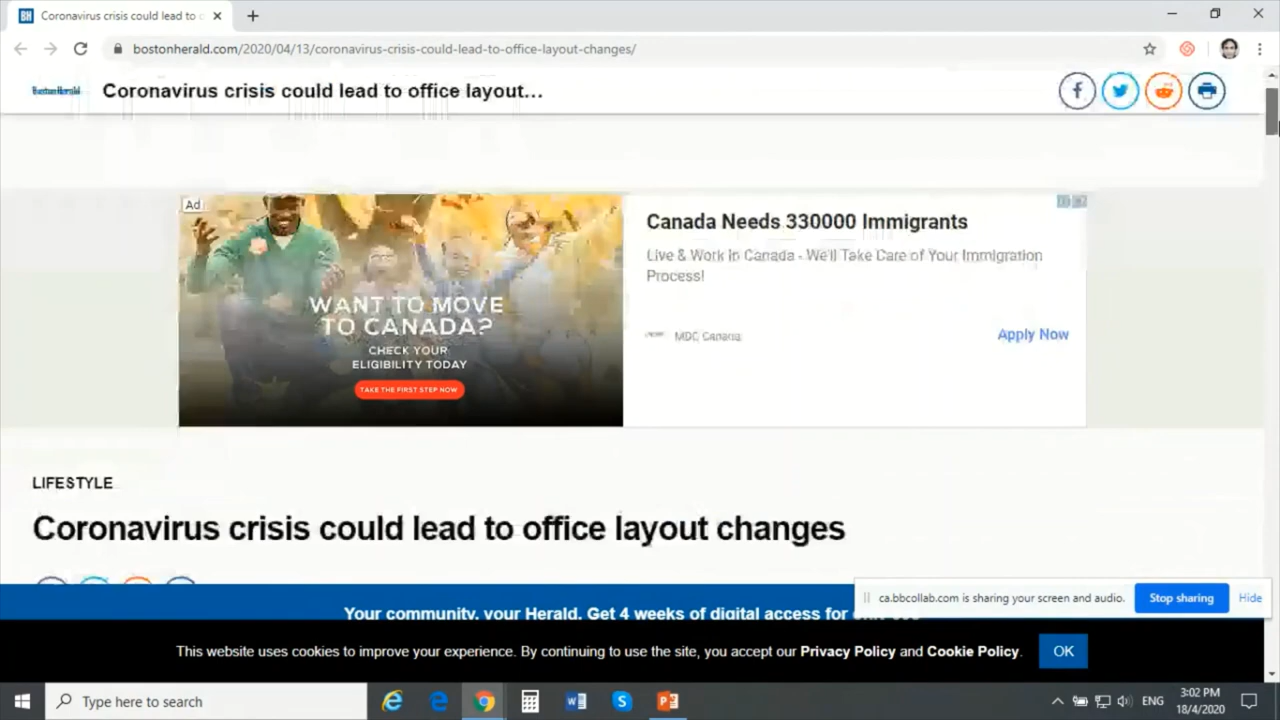 Coronavirus crisis could lead to o
bostonherald.com/2020/04/13/coronavirus-crisis-could-lead-to-office-layout-changes/
Boston Herald
Coronavirus crisis could lead to office layout...
Ad
WANT TO MOVE
TO CANADA?
CHECK YOUR
ELIGIBILITY TODAY
TAKE THE FIRST STEP NOW
Canada Needs 330000 Immigrants
Live & Work in Canada - We'll Take Care of Your Immigration
Process!
MDC Canada
Apply Now
LIFESTYLE
Coronavirus crisis could lead to office layout changes
Your community, your Herald. Get 4 weeks of digital access for
ca.bbcollab.com is sharing your screen and audio.
Stop sharing
Hide
This website uses cookies to improve your experience. By continuing to use the site, you accept our Privacy Policy and Cookie Policy.
OK
Type here to search
ENG
3:02 PM
18/4/2020